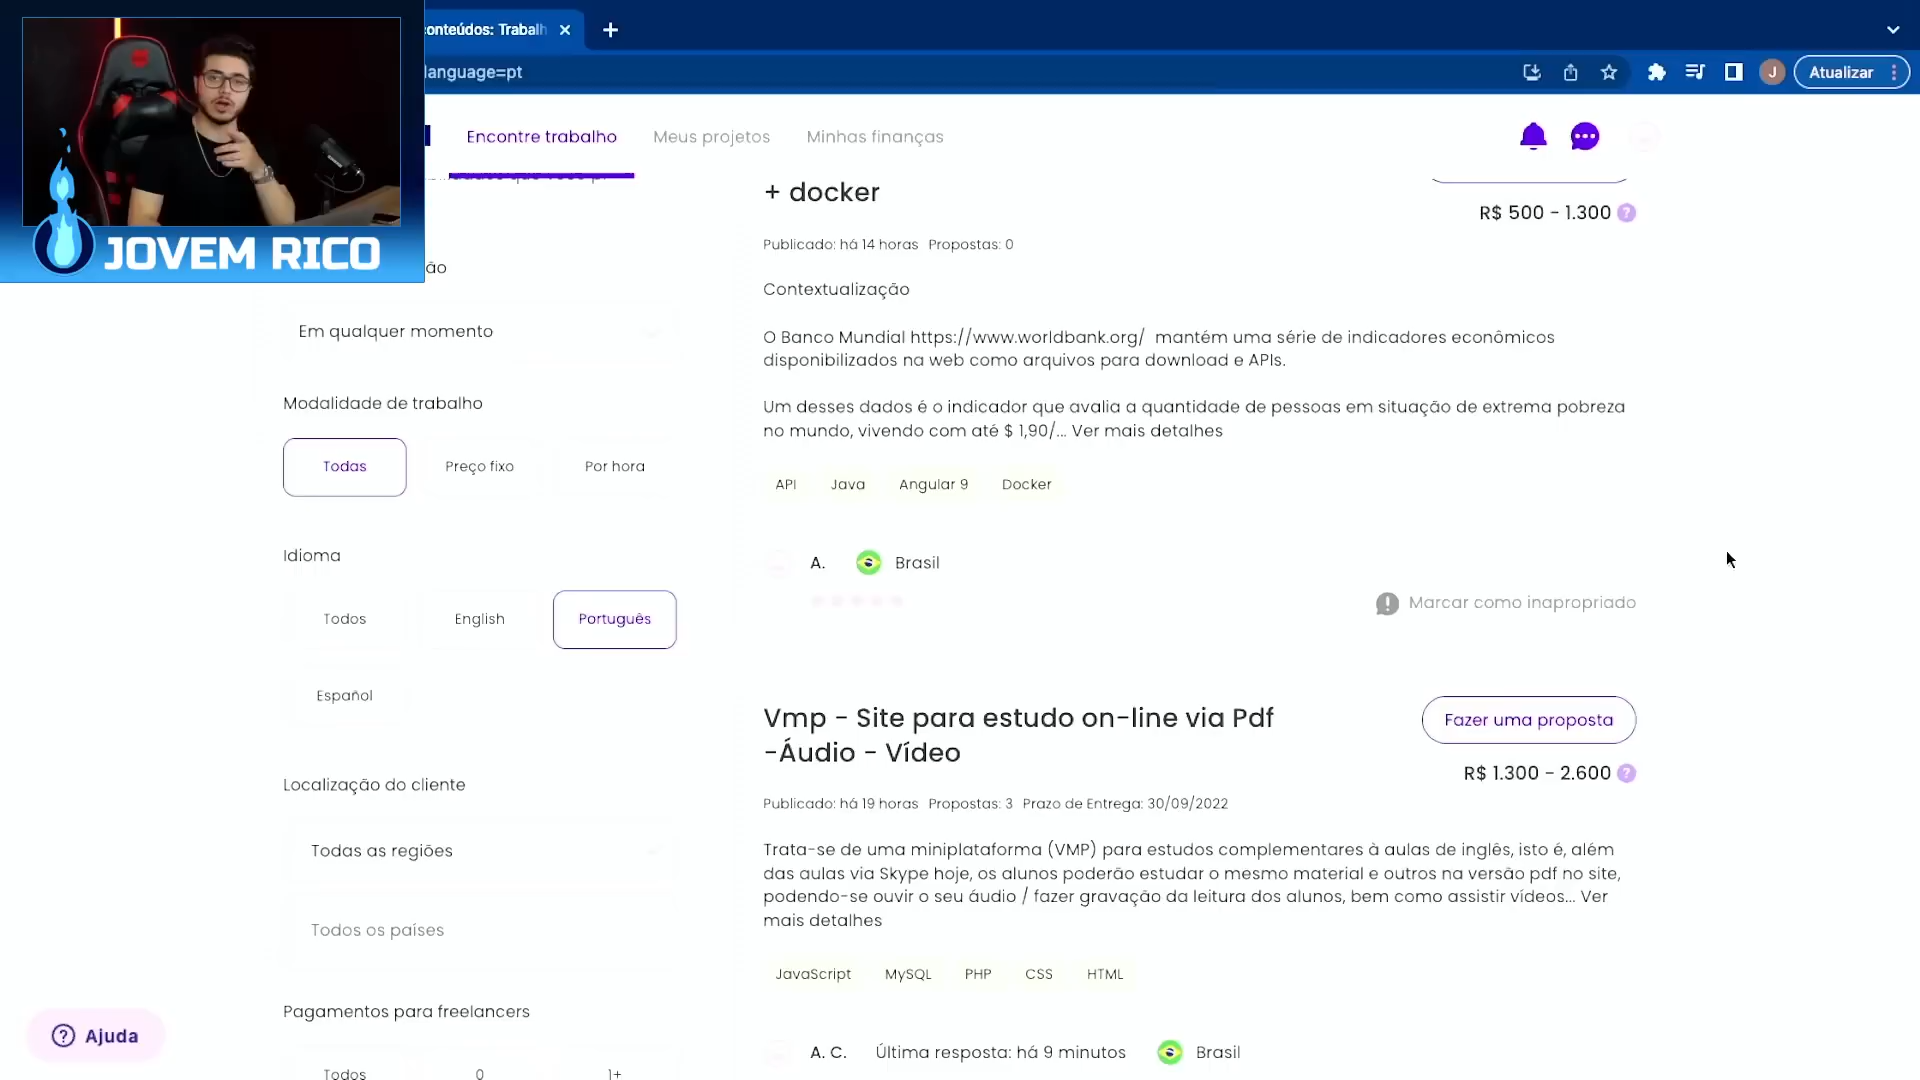 onteúdos: Trabalh
language=pt
J
Atualizar
JOVEM RICO
Encontre trabalho
Meus projetos
Minhas finanças
+ docker
R$ 500 - 1.300 ?
Publicado: há 14 horas Propostas: 0
ão
Contextualização
Em qualquer momento
O Banco Mundial https://www.worldbank.org/ mantém uma série de indicadores econômicos
disponibilizados na web como arquivos para download e APIs.
Modalidade de trabalho
Um desses dados é o indicador que avalia a quantidade de pessoas em situação de extrema pobreza
no mundo, vivendo com até $ 1,90/... Ver mais detalhes
Todas
Preço fixo
Por hora
API
Java
Angular 9
Docker
Idioma
A.
Brasil
Todos
English
Português
Marcar como inapropriado
Español
Vmp - Site para estudo on-line via Pdf
-Áudio - Vídeo
Fazer uma proposta
R$ 1.300 - 2.600 ?
Localização do cliente
Publicado: há 19 horas Propostas: 3 Prazo de Entrega: 30/09/2022
Todas as regiões
Trata-se de uma miniplataforma (VMP) para estudos complementares à aulas de inglês, isto é, além
das aulas via Skype hoje, os alunos poderão estudar o mesmo material e outros na versão pdf no site,
podendo-se ouvir o seu áudio / fazer gravação da leitura dos alunos, bem como assistir vídeos... Ver
mais detalhes
Todos os países
JavaScript
MySQL
PHP
CSS
HTML
Pagamentos para freelancers
? Ajuda
A. C.
Última resposta: há 9 minutos
Brasil
Todos
0
1+